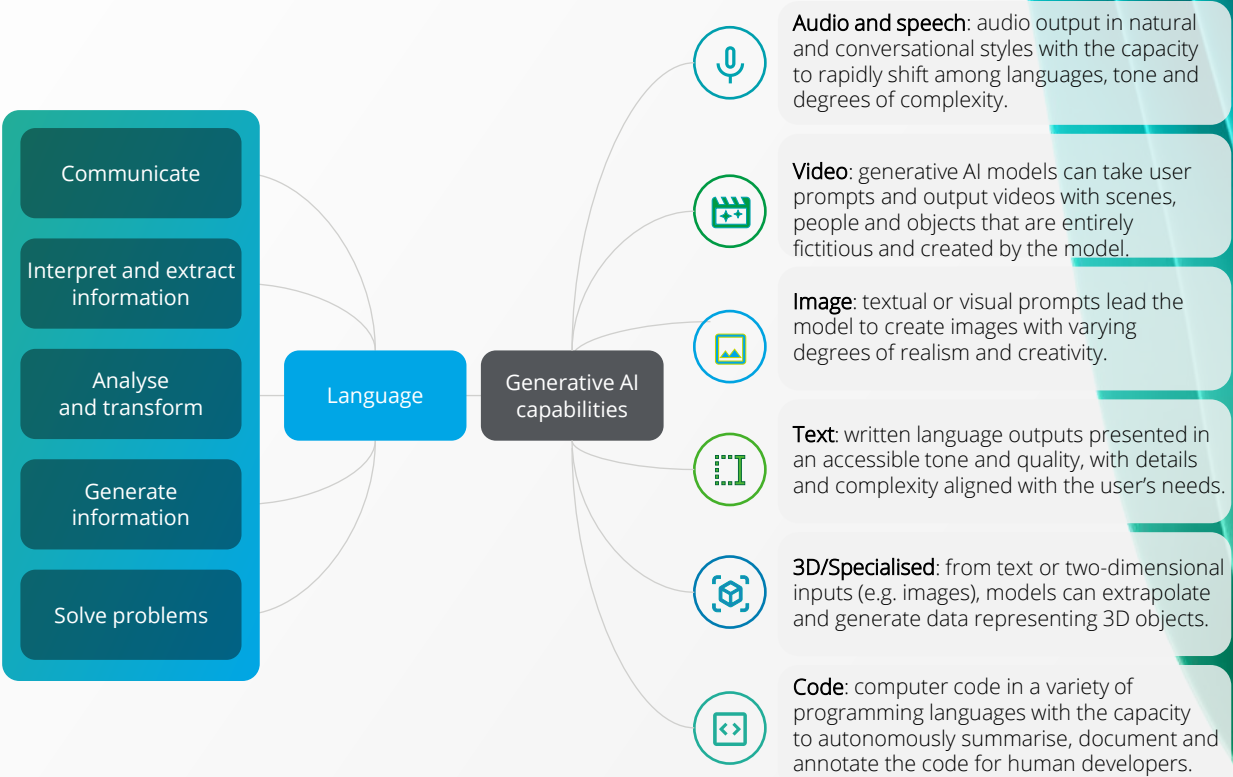 Communicate
Interpret and extract
information
Analyse
and transform
Generate
information
Solve problems
Language
Generative AI
capabilities
Audio and speech: audio output in natural
and conversational styles with the capacity
to rapidly shift among languages, tone and
degrees of complexity.
Video: generative AI models can take user
prompts and output videos with scenes,
people and objects that are entirely
fictitious and created by the model.
Image: textual or visual prompts lead the
model to create images with varying
degrees of realism and creativity.
Text: written language outputs presented in
an accessible tone and quality, with details
and complexity aligned with the user’s needs.
3D/Specialised: from text or two-dimensional
inputs (e.g. images), models can extrapolate
and generate data representing 3D objects.
Code: computer code in a variety of
programming languages with the capacity
to autonomously summarise, document and
annotate the code for human developers.